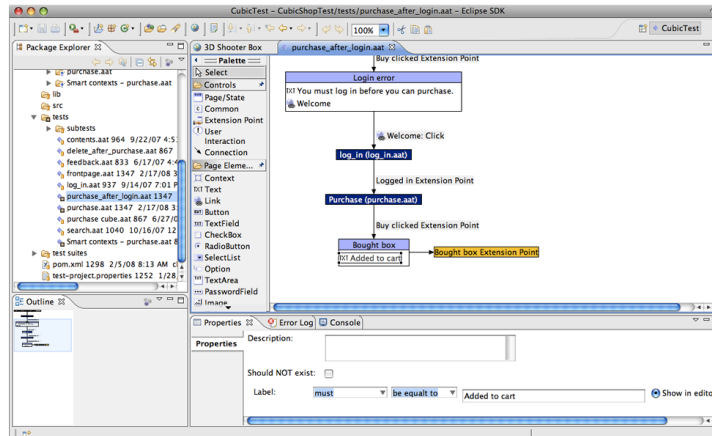 CubicTest - CubicShopTest/tests/purchase_after_login.aat - Eclipse SDK
100%
CubicTest
Package Explorer
purchase.aat
Smart contexts - purchase.aat
lib
src
tests
subtests
contents.aat 964 9/22/07 4:5
delete_after_purchase.aat 867
feedback.aat 833 6/17/07 4:4
frontpage.aat 1347 2/17/08 3
log_in.aat 937 9/14/07 7:01 P
purchase_after_login.aat 1347
purchase.aat 1347 2/17/08 3:
purchase cube.aat 867 6/27/0
search.aat 1040 10/16/07 12
Smart contexts - purchase.aat 8
test suites
pom.xml 1298 2/5/08 8:13 AM
test-project.properties 1252 1/28
Outline
3D Shooter Box
purchase_after_login.aat
Palette
Select
Controls
Page/State
Common
Extension Point
User
Interaction
Connection
Page Eleme...
Context
TXT Text
Link
Button
TextField
CheckBox
RadioButton
SelectList
Option
TextArea
PasswordField
Image
Buy clicked Extension Point
Login error
TXT You must log in before you can purchase.
Welcome
Welcome: Click
log_in (log_in.aat)
Logged in Extension Point
Purchase (purchase.aat)
Buy clicked Extension Point
Bought box
TXT Added to cart
Bought box Extension Point
Properties
Error Log
Console
Properties
Description:
Should NOT exist:
Label:
must
be equal to
Added to cart
Show in edito